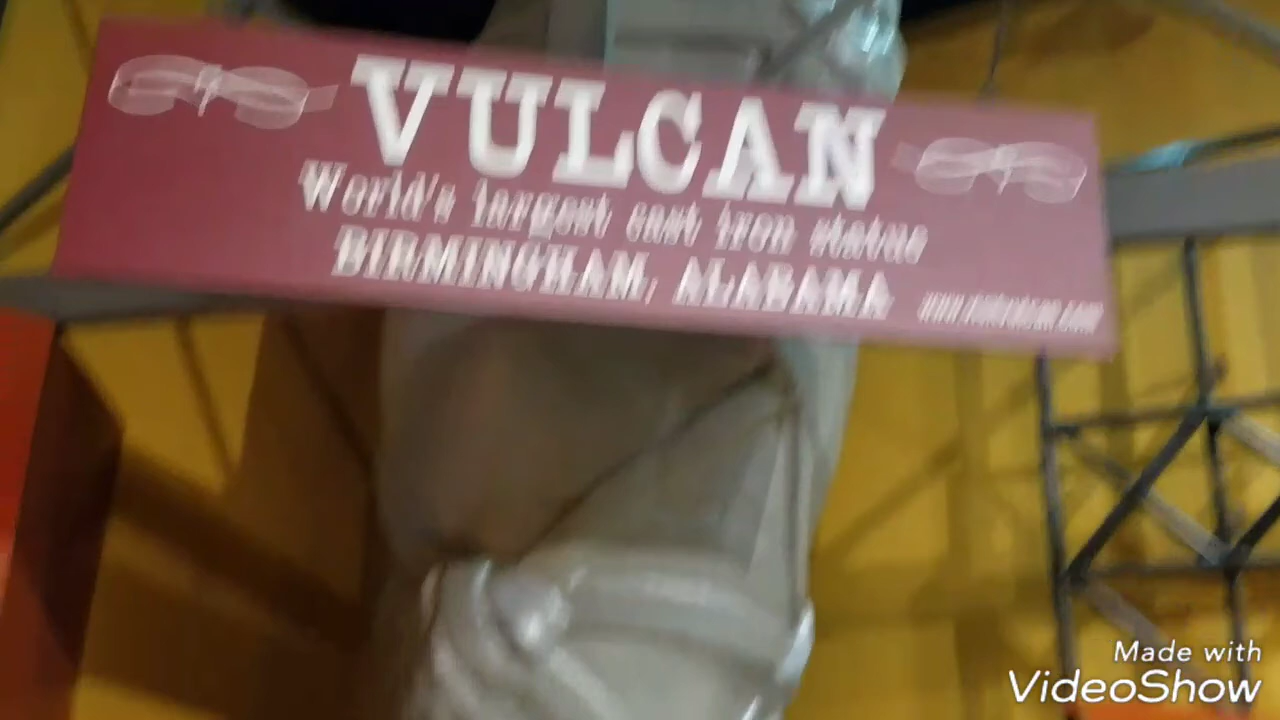 VULCAN
World's largest cast iron statue
BIRMINGHAM, ALABAMA
Made with
VideoShow